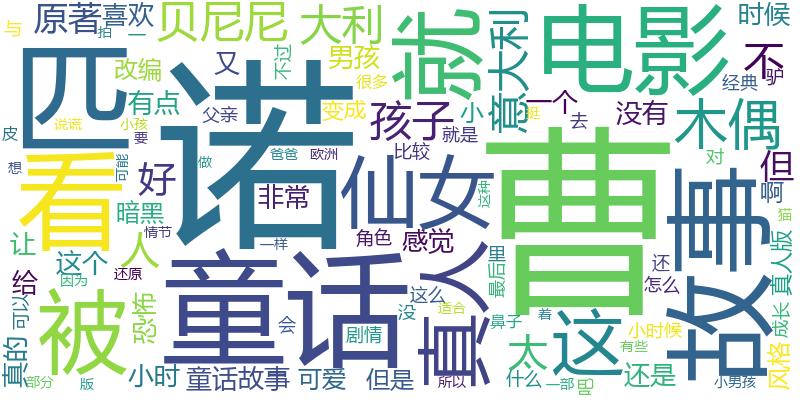 与
原著
喜欢
一
拍
贝尼尼
大利
就
意大利
电影
时候
匹
诺
改编
又
男孩
不过
很多
不
经典
驴
有点
变成
父亲
孩子
小
一个
没有
木偶
皮
说谎
小孩
要
就是
挺
去
对
但
看
想
可能
好
做
爸爸
欧洲
比较
仙女
这种
曹
故事
啊
猫
暗黑
非常
让
人
情节
一样
角色
感觉
真人
最后
里
还
怎么
真人版
给
这个
因为
还原
童话
这么
没
适合
鼻子
着
这
小时候
成长
可以
恐怖
被
会
剧情
太
有些
风格
真的
部分
版
小时
童话故事
可爱
但是
所以
什么
一部
还是
小男孩